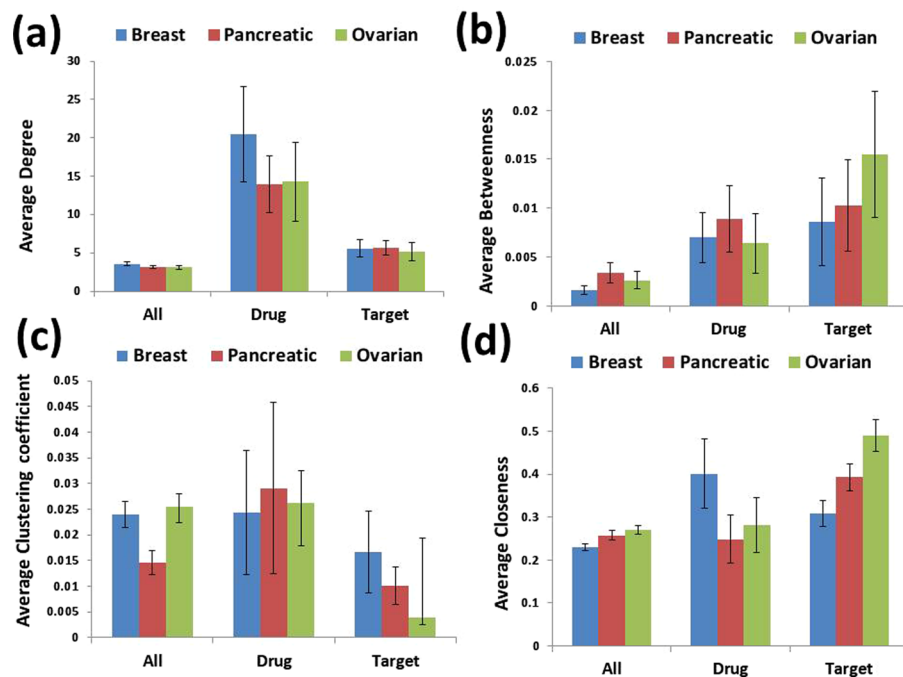 (a)
Breast Pancreatic Ovarian
Average Degree
30
25
20
15
10
5
0
All Drug Target
(b)
Breast Pancreatic Ovarian
Average Betweenness
0.025
0.02
0.015
0.01
0.005
0
All Drug Target
(c)
Breast Pancreatic Ovarian
Average Clustering coefficient
0.05
0.045
0.04
0.035
0.03
0.025
0.02
0.015
0.01
0.005
0
All Drug Target
(d)
Breast Pancreatic Ovarian
Average Closeness
0.6
0.5
0.4
0.3
0.2
0.1
0
All Drug Target